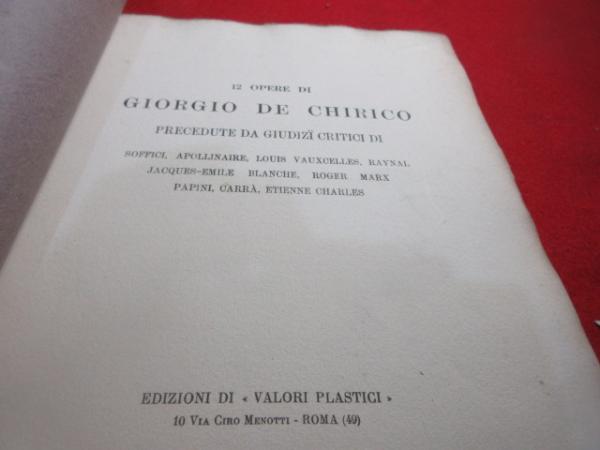 12 OPERE DI
GIORGIO DE CHIRICO
PRECEDUTE DA GIUDIZÎ CRITICI DI
SOFFICI, APOLLINAIRE, LOUIS VAUXCELLES, RAYNAL
JACQUES-EMILE BLANCHE, ROGER MARX
PAPINI, CARRÀ, ETIENNE CHARLES
EDIZIONI DI « VALORI PLASTICI »
10 VIA CIRO MENOTTI - ROMA (49)